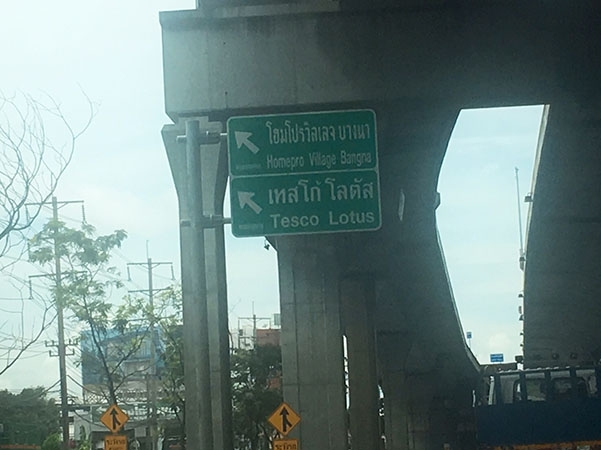 โฮมโปรวิลเลจ บางนา
Homepro Village Bangna
เทสโก่ โลตัส
Tesco Lotus